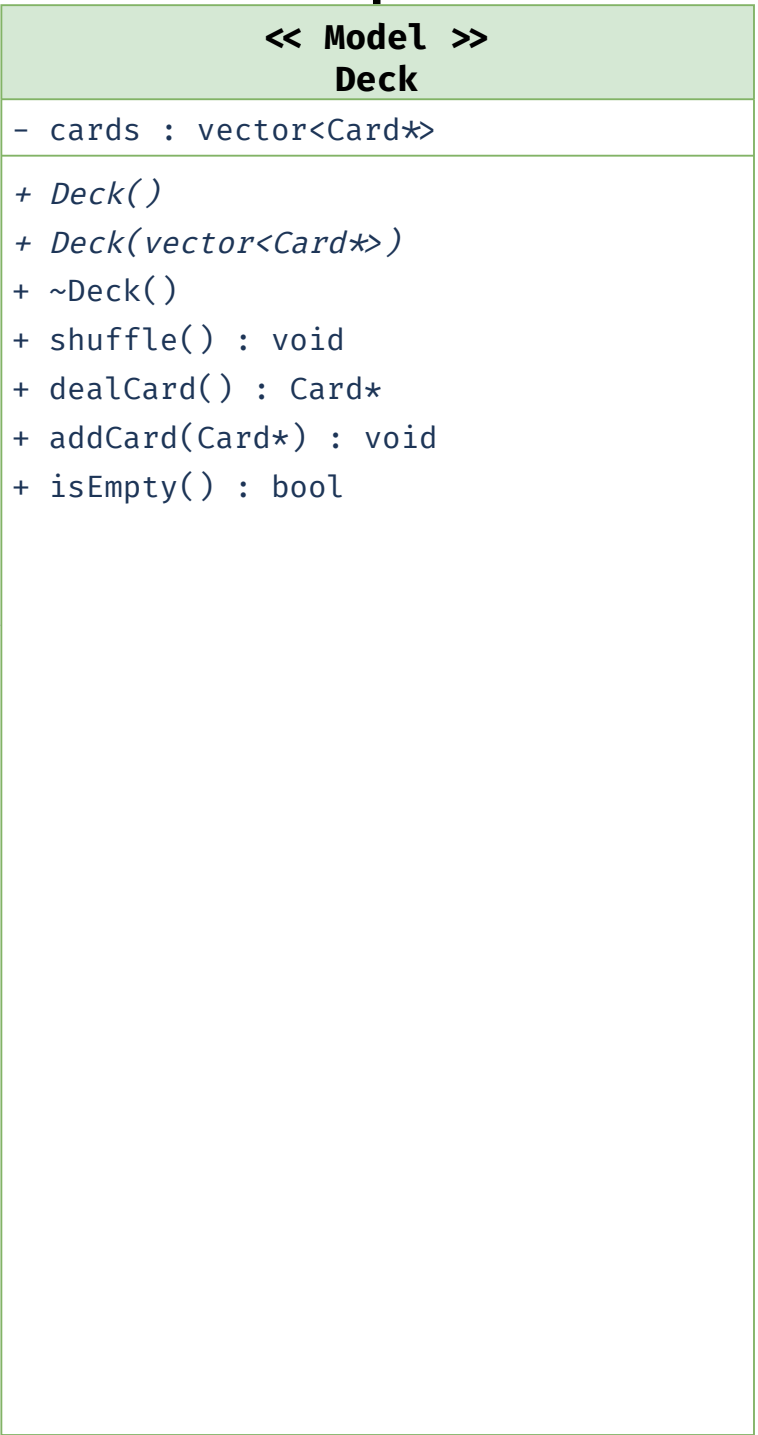 << Model >>
Deck
- cards : vector<Card*>
+ Deck()
+ Deck(vector<Card*>)
+ ~Deck()
+ shuffle() : void
+ dealCard() : Card*
+ addCard(Card*) : void
+ isEmpty() : bool